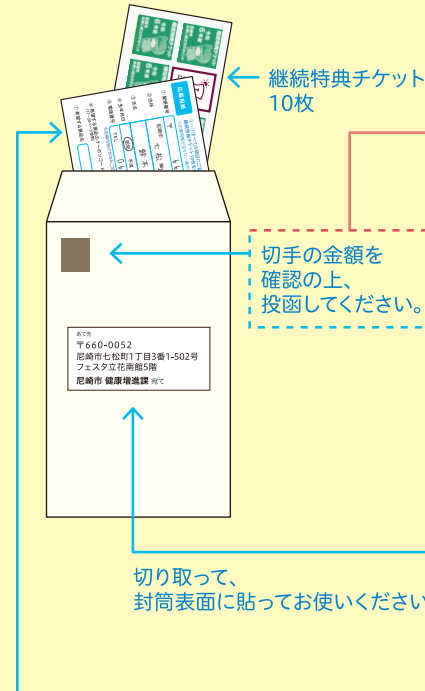 継続特典チケット
10枚
切手の金額を
確認の上、
投函してください。
あて先
〒660-0052
尼崎市七松町1丁目3番1-502号
フェスタ立花南館5階
尼崎市 健康増進課 宛て
切り取って、
封筒表面に貼ってお使いくださ